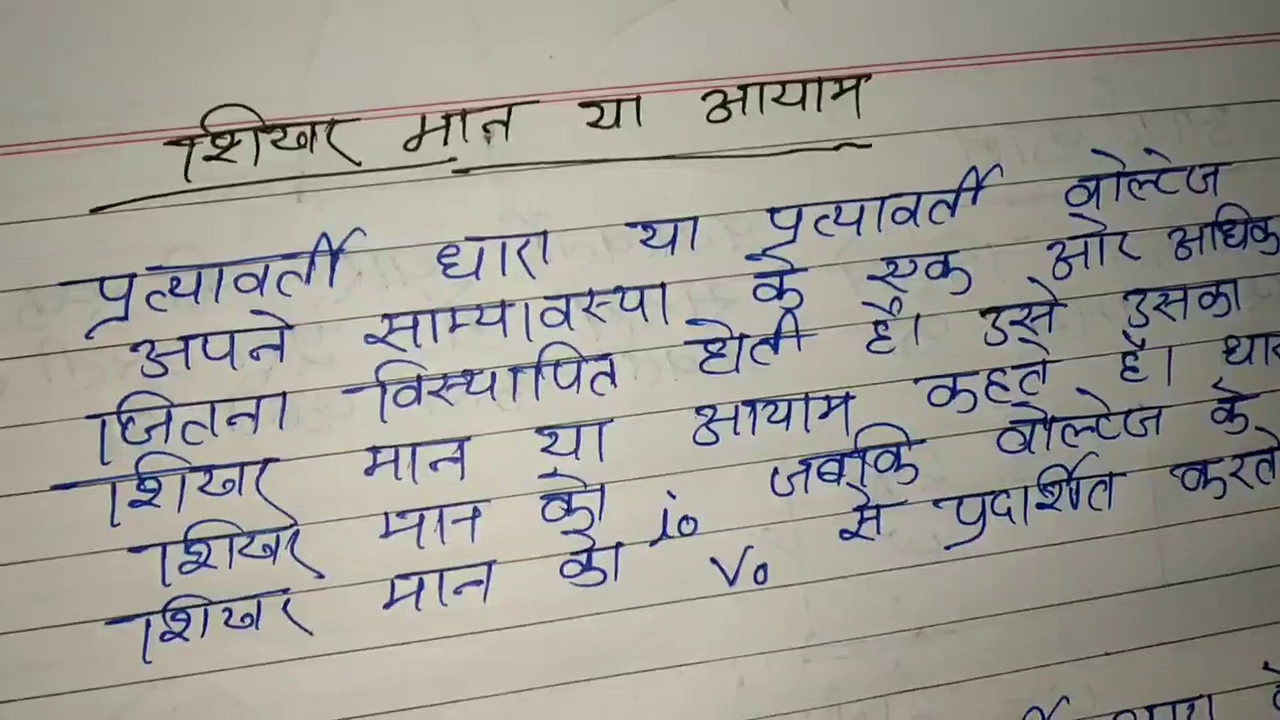 शिखर मान या आयाम
प्रत्यावर्ती धारा या प्रत्यावर्ती वोल्टेज
अपने साम्यावस्था के एक ओर अधिक
जितना विस्थापित होती है। उसे उसका
शिखर मान या आयाम कहते है।
शिखर मान को i₀ जबकि वोल्टेज के
शिखर मान को V₀ से प्रदर्शित करते